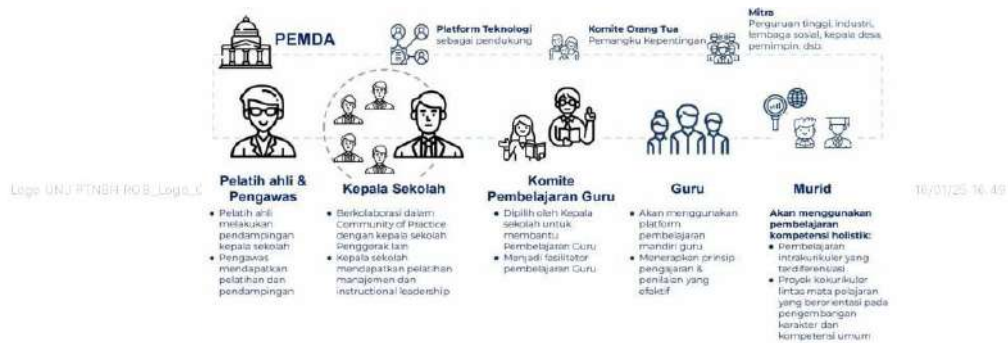 PEMDA
Platform Teknologi
sebagai pendukung
Komite Orang Tua
Pemangku Kepentingan
Mitra
Perguruan tinggi, industri,
lembaga sosial, kepala desa,
pemimpin, dsb.
Pelatih ahli &
Pengawas
Pelatih ahli
melakukan
pendampingan
kepala sekolah
Pengawas
mendapatkan
pelatihan dan
pendampingan
Kepala Sekolah
Berkolaborasi dalam
Community of Practice
dengan kepala sekolah
Penggerak lain
Kepala sekolah
mendapatkan pelatihan
manajemen dan
instructional leadership
Komite
Pembelajaran Guru
Dipilih oleh Kepala
sekolah untuk
membantu
Pembelajaran Guru
Menjadi fasilitator
pembelajaran Guru
Guru
Akan menggunakan
platform
pembelajaran
mandiri guru
Menerapkan prinsip
pengajaran &
penilaian yang
efektif
Murid
Akan menggunakan
pembelajaran
kompetensi holistik:
Pembelajaran
intrakurikuler yang
terdiferensiasi
Proyek kokurikuler
lintas mata pelajaran
yang berorientasi pada
pengembangan
karakter dan
kompetensi umum
Logo UNJ
16/01/25 16.49